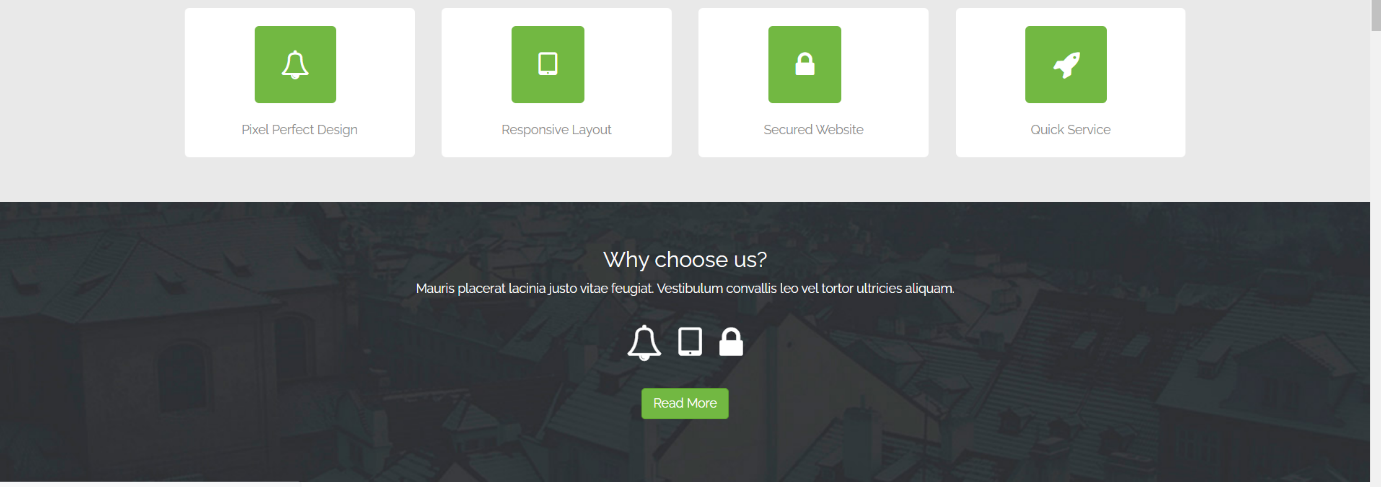 Pixel Perfect Design
Responsive Layout
Secured Website
Quick Service
Why choose us?
Mauris placerat lacinia justo vitae feugiat. Vestibulum convallis leo vel tortor ultricies aliquam.
Read More